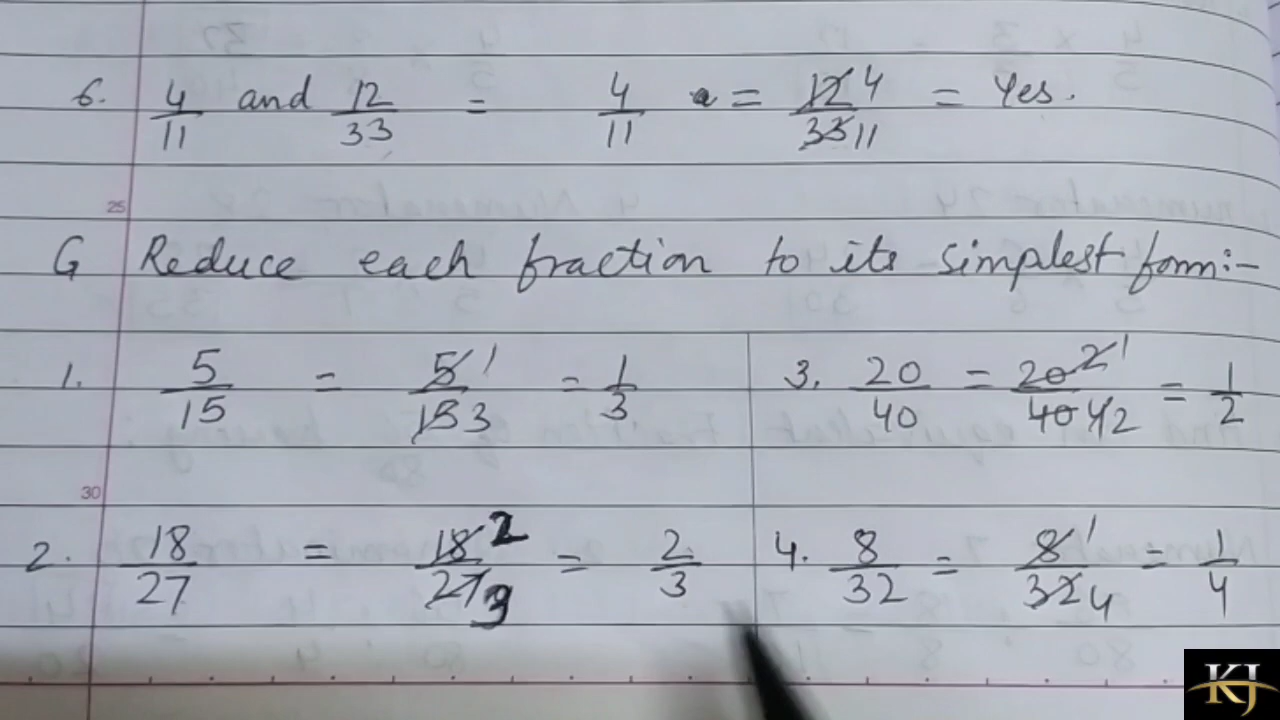 6. 4/11 and 12/33 = 4/11 = 12/33 4/11 = Yes.
25
G Reduce each fraction to its simplest form:-
1. 5/15 = 5/15 1/3 = 1/3
3. 20/40 = 20/40 2/4 1/2 = 1/2
30
2. 18/27 = 18/27 2/3 = 2/3
4. 8/32 = 8/32 1/4 = 1/4
KJ